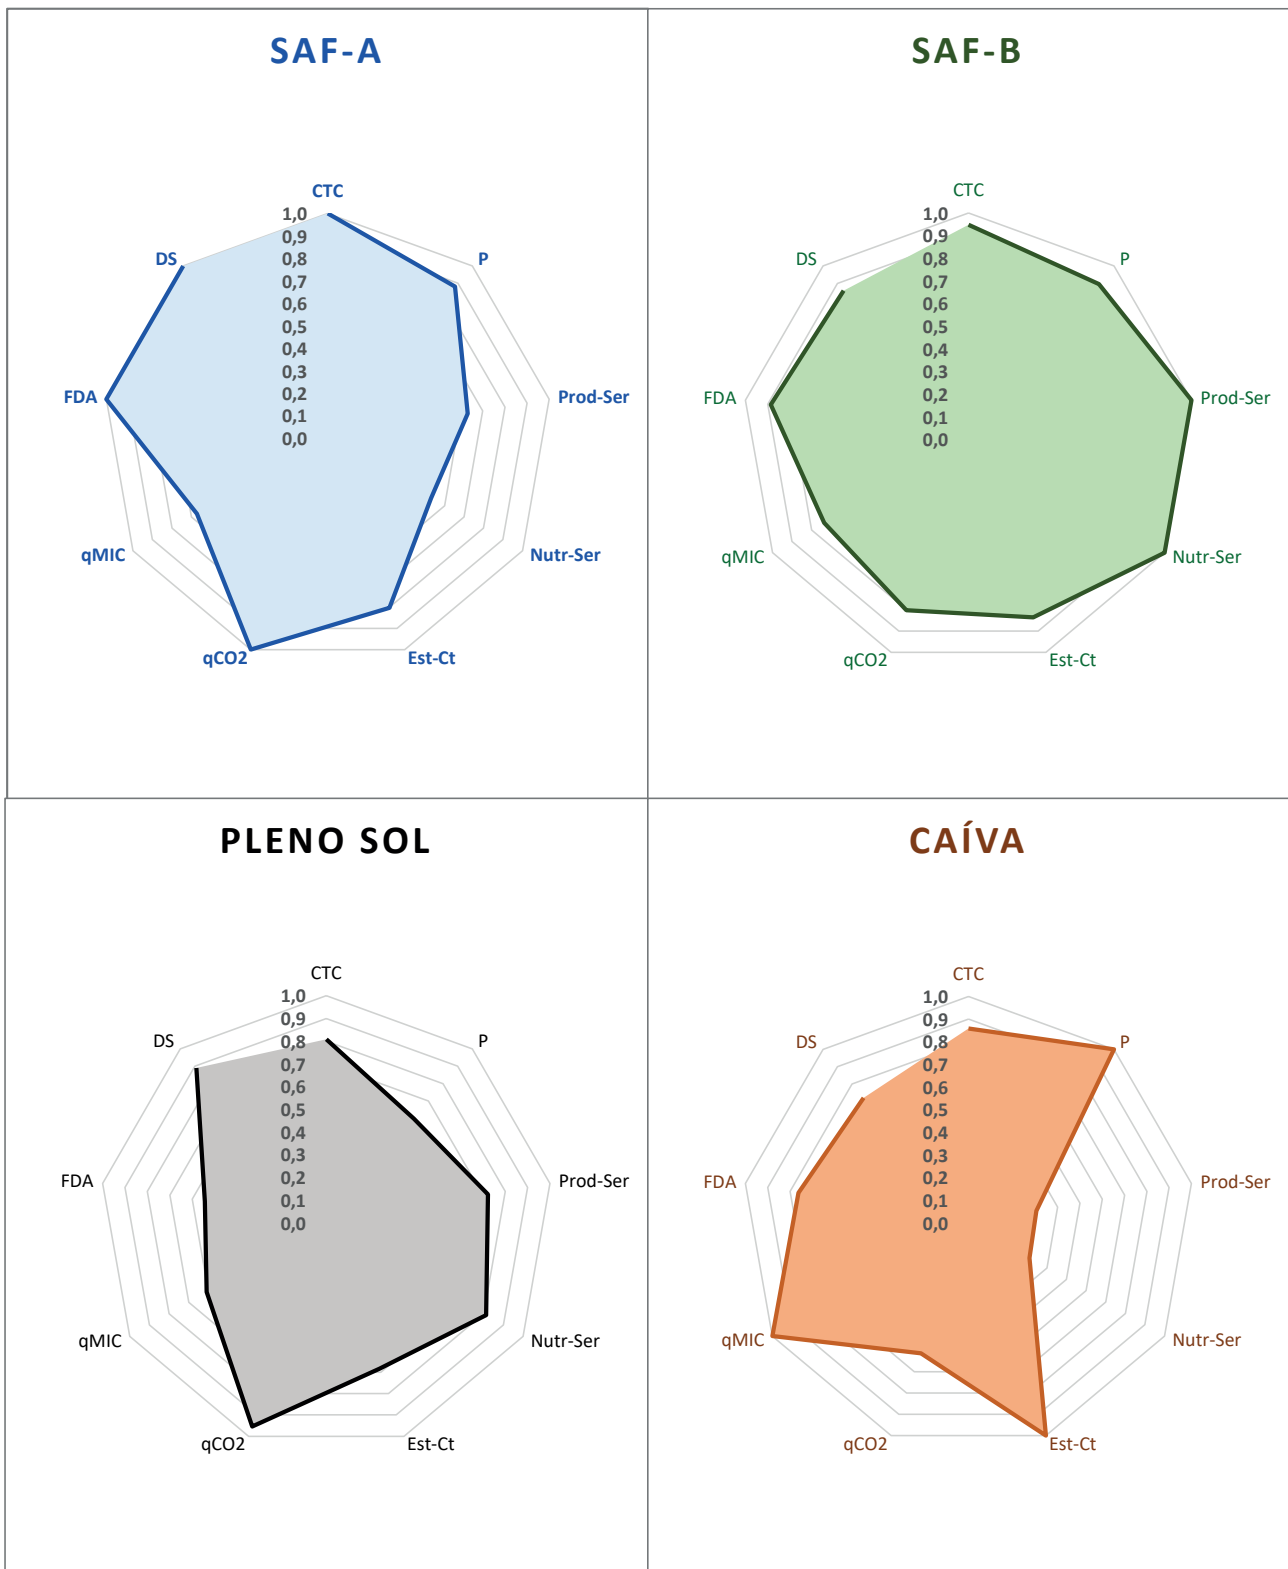 SAF-A
CTC
1,0
0,9
0,8
0,7
0,6
0,5
0,4
0,3
0,2
0,1
0,0
P
Prod-Ser
Nutr-Ser
Est-Ct
qCO2
qMIC
FDA
DS
SAF-B
CTC
1,0
0,9
0,8
0,7
0,6
0,5
0,4
0,3
0,2
0,1
0,0
P
Prod-Ser
Nutr-Ser
Est-Ct
qCO2
qMIC
FDA
DS
PLENO SOL
CTC
1,0
0,9
0,8
0,7
0,6
0,5
0,4
0,3
0,2
0,1
0,0
P
Prod-Ser
Nutr-Ser
Est-Ct
qCO2
qMIC
FDA
DS
CAÍVA
CTC
1,0
0,9
0,8
0,7
0,6
0,5
0,4
0,3
0,2
0,1
0,0
P
Prod-Ser
Nutr-Ser
Est-Ct
qCO2
qMIC
FDA
DS